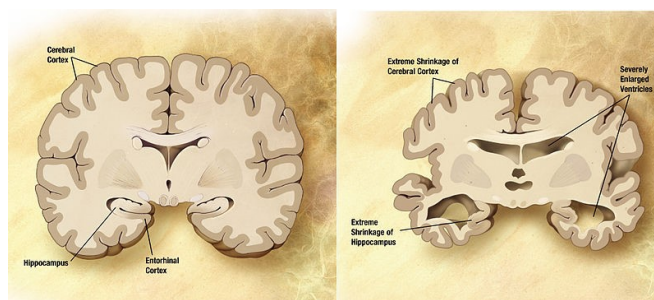 Cerebral
Cortex
Hippocampus
Entorhinal
Cortex
Extreme Shrinkage of
Cerebral Cortex
Severely
Enlarged
Ventricles
Extreme
Shrinkage of
Hippocampus